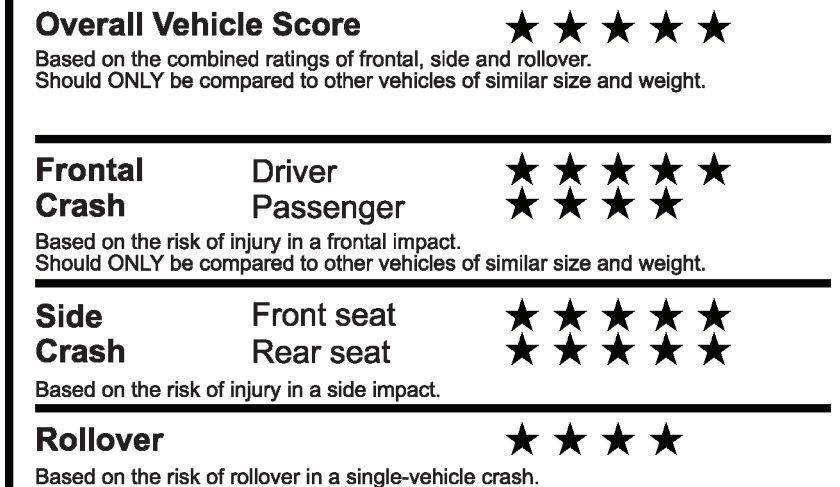 Overall Vehicle Score ★ ★ ★ ★ ★
Based on the combined ratings of frontal, side and rollover.
Should ONLY be compared to other vehicles of similar size and weight.
Frontal Driver ★ ★ ★ ★ ★
Crash Passenger ★ ★ ★ ★
Based on the risk of injury in a frontal impact.
Should ONLY be compared to other vehicles of similar size and weight.
Side Front seat ★ ★ ★ ★ ★
Crash Rear seat ★ ★ ★ ★ ★
Based on the risk of injury in a side impact.
Rollover ★ ★ ★ ★
Based on the risk of rollover in a single-vehicle crash.